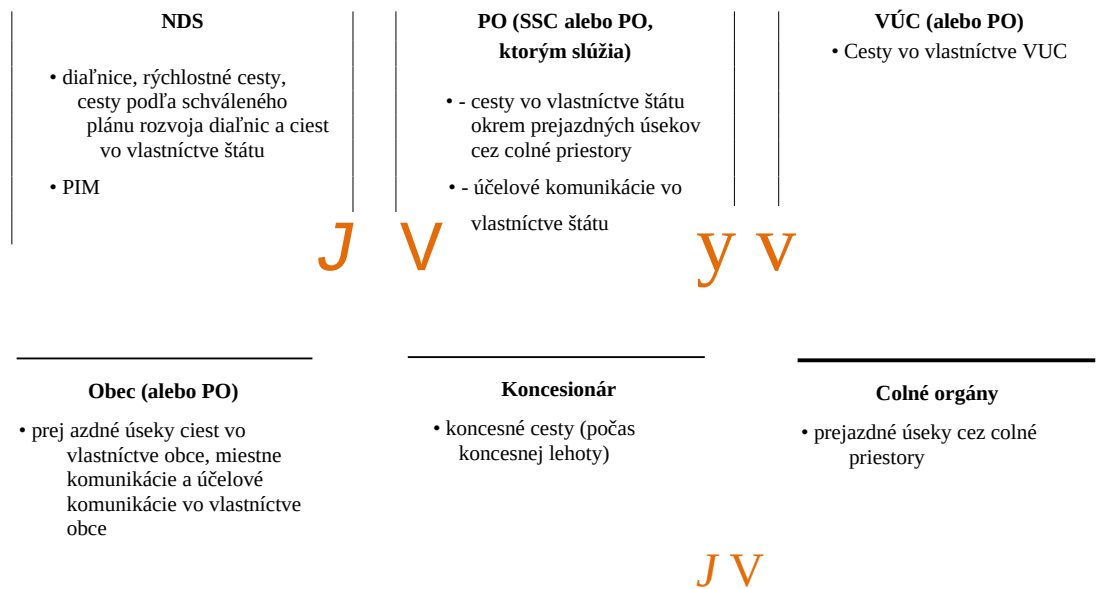 NDS
• diaľnice, rýchlostné cesty,
cesty podľa schváleného
plánu rozvoja diaľnic a ciest
vo vlastníctve štátu
• PIM
PO (SSC alebo PO,
ktorým slúžia)
• - cesty vo vlastníctve štátu
okrem prejazdných úsekov
cez colné priestory
• - účelové komunikácie vo
vlastníctve štátu
VÚC (alebo PO)
• Cesty vo vlastníctve VUC
J V
y v
Obec (alebo PO)
• prej azdné úseky ciest vo
vlastníctve obce, miestne
komunikácie a účelové
komunikácie vo vlastníctve
obce
Koncesionár
• koncesné cesty (počas
koncesnej lehoty)
Colné orgány
• prejazdné úseky cez colné
priestory
J V